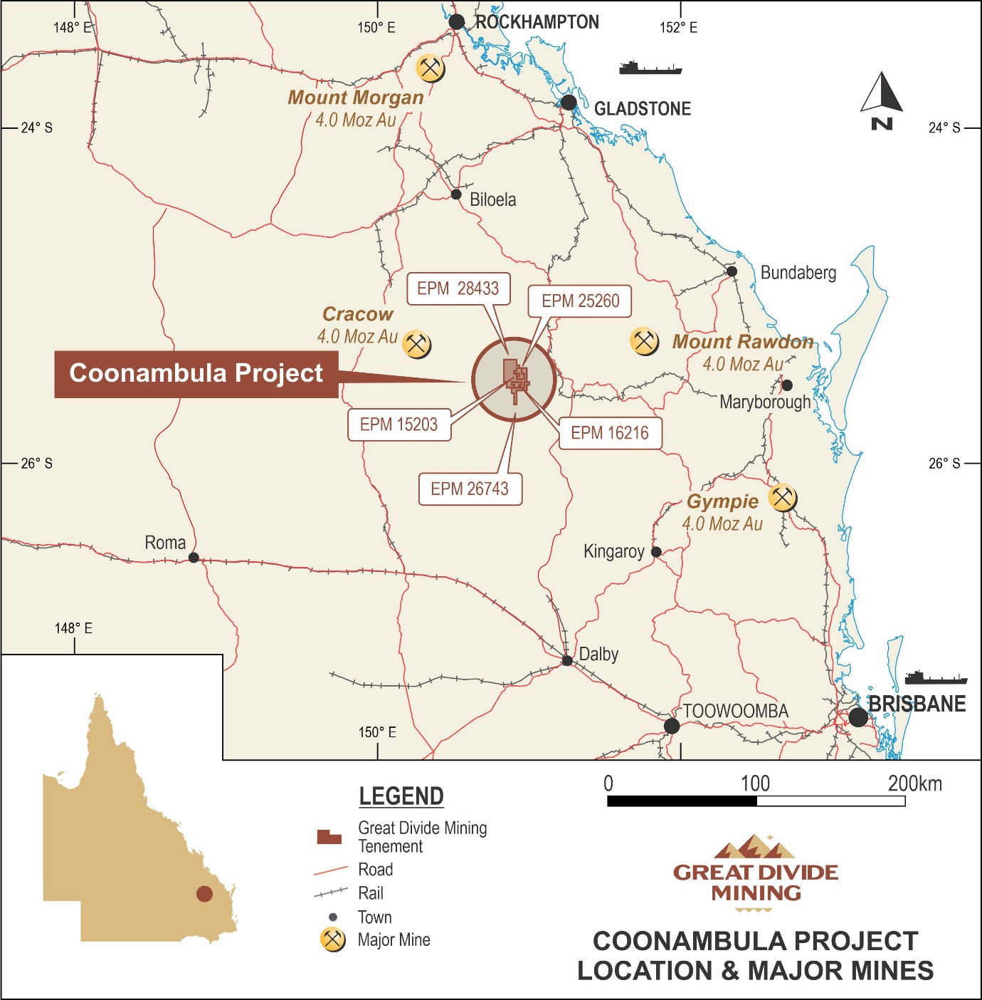 148° E
150° E
152° E
ROCKHAMPTON
Mount Morgan
4.0 Moz Au
GLADSTONE
N
24° S
24° S
Biloela
Bundaberg
EPM 28433
EPM 25260
Cracow
4.0 Moz Au
Mount Rawdon
4.0 Moz Au
Coonambula Project
Maryborough
EPM 15203
EPM 16216
26° S
26° S
EPM 26743
Gympie
4.0 Moz Au
Roma
Kingaroy
148° E
Dalby
TOOWOOMBA
BRISBANE
150° E
0 100 200km
LEGEND
Great Divide Mining
Tenement
Road
Rail
Town
Major Mine
GREAT DIVIDE
MINING
COONAMBULA PROJECT
LOCATION & MAJOR MINES